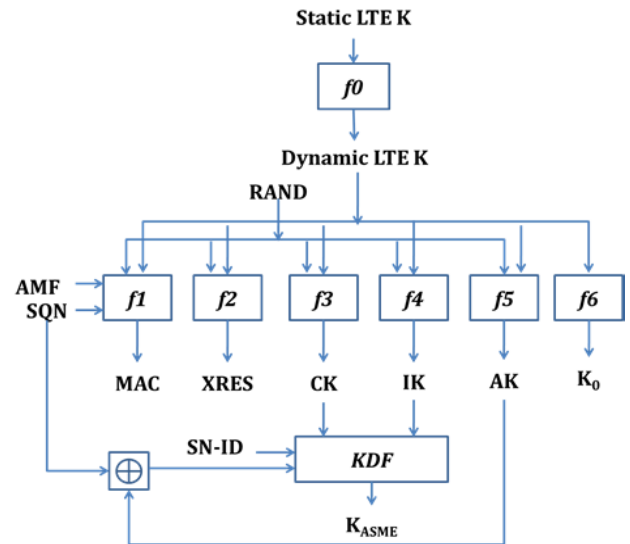 Static LTE K
f0
Dynamic LTE K
RAND
AMF
SQN
f1 f2 f3 f4 f5 f6
MAC XRES CK IK AK K₀
SN-ID
KDF
K_ASME